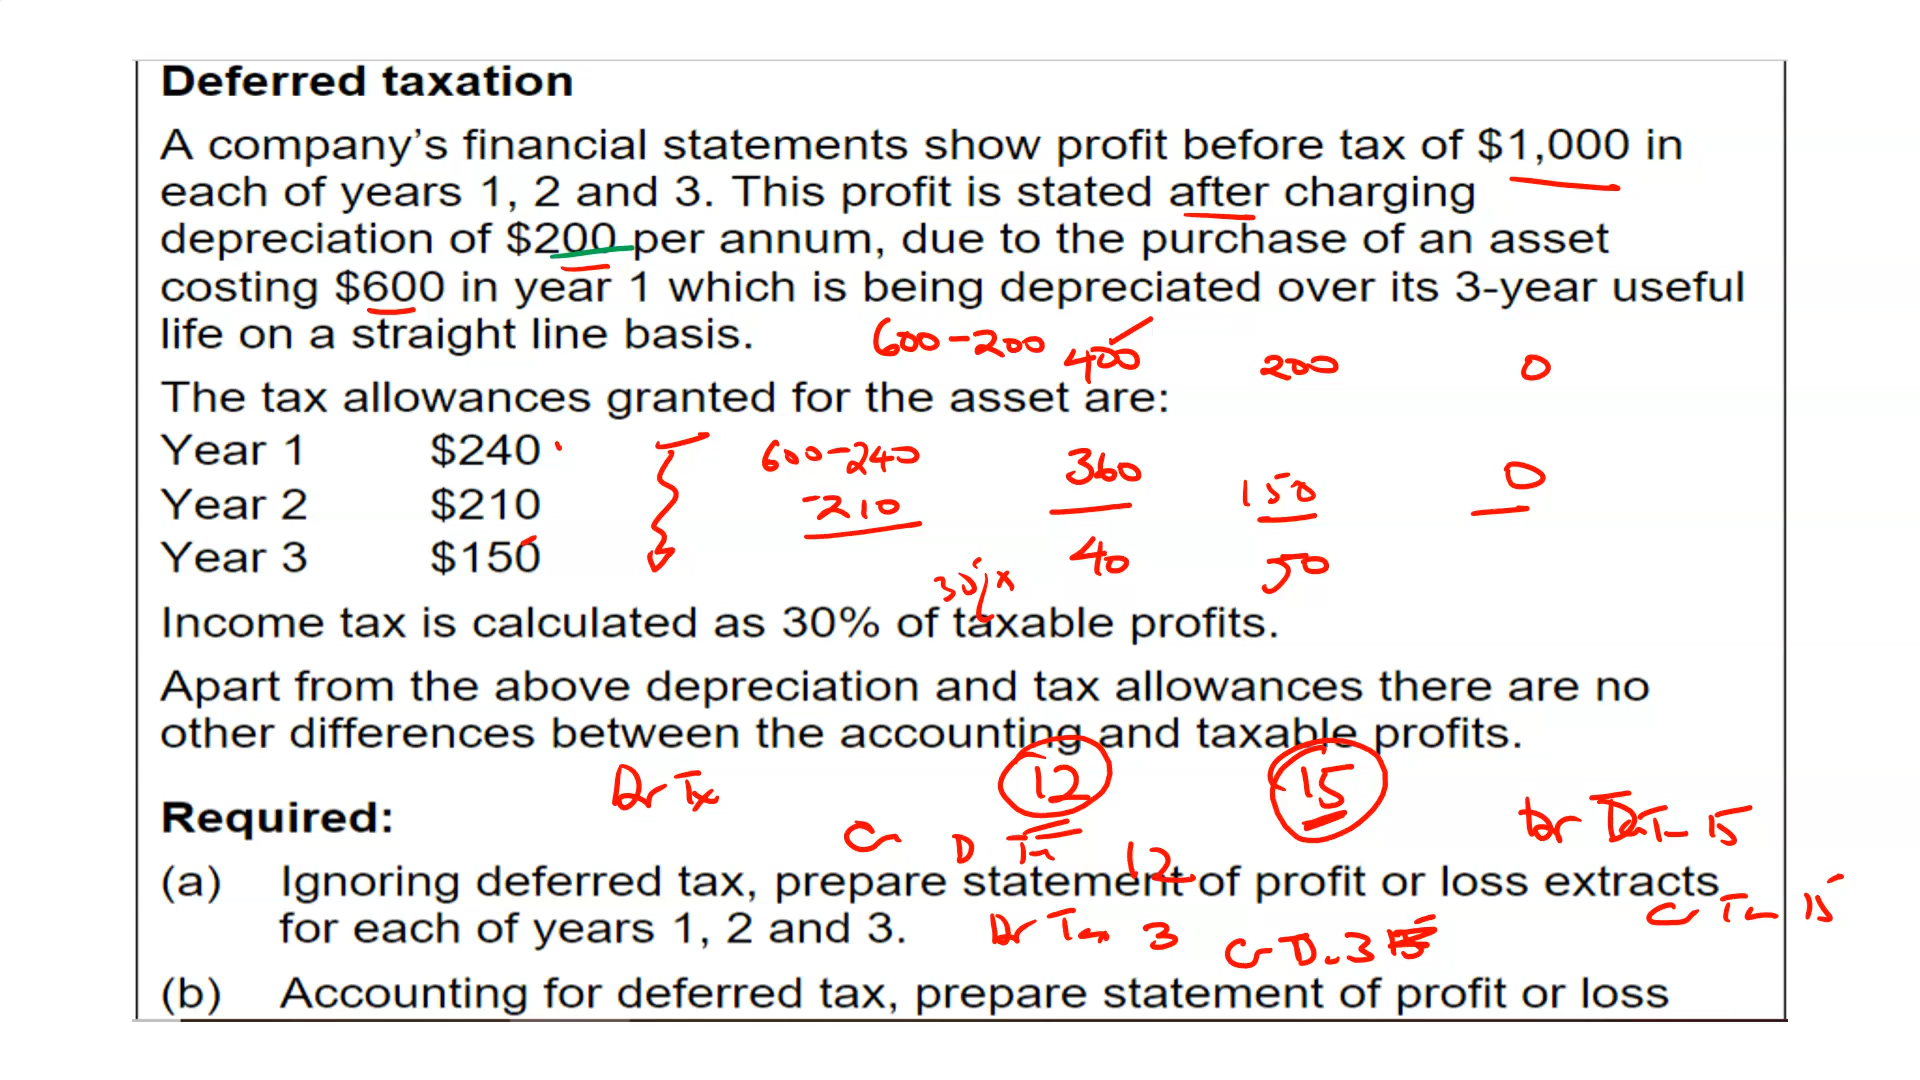 Deferred taxation
A company's financial statements show profit before tax of $1,000 in
each of years 1, 2 and 3. This profit is stated after charging
depreciation of $200 per annum, due to the purchase of an asset
costing $600 in year 1 which is being depreciated over its 3-year useful
life on a straight line basis.
600-200 400 200 0
The tax allowances granted for the asset are:
Year 1 $240 600-240 360 0
Year 2 $210 -210 150
Year 3 $150 40 50
30%x
Income tax is calculated as 30% of taxable profits.
Apart from the above depreciation and tax allowances there are no
other differences between the accounting and taxable profits.
Dr Tx 12 15
Required: Cr D 12 Dr 15
(a) Ignoring deferred tax, prepare statement of profit or loss extracts
for each of years 1, 2 and 3. Dr Tax 3 Cr D. 3 Cr Tax 15
(b) Accounting for deferred tax, prepare statement of profit or loss